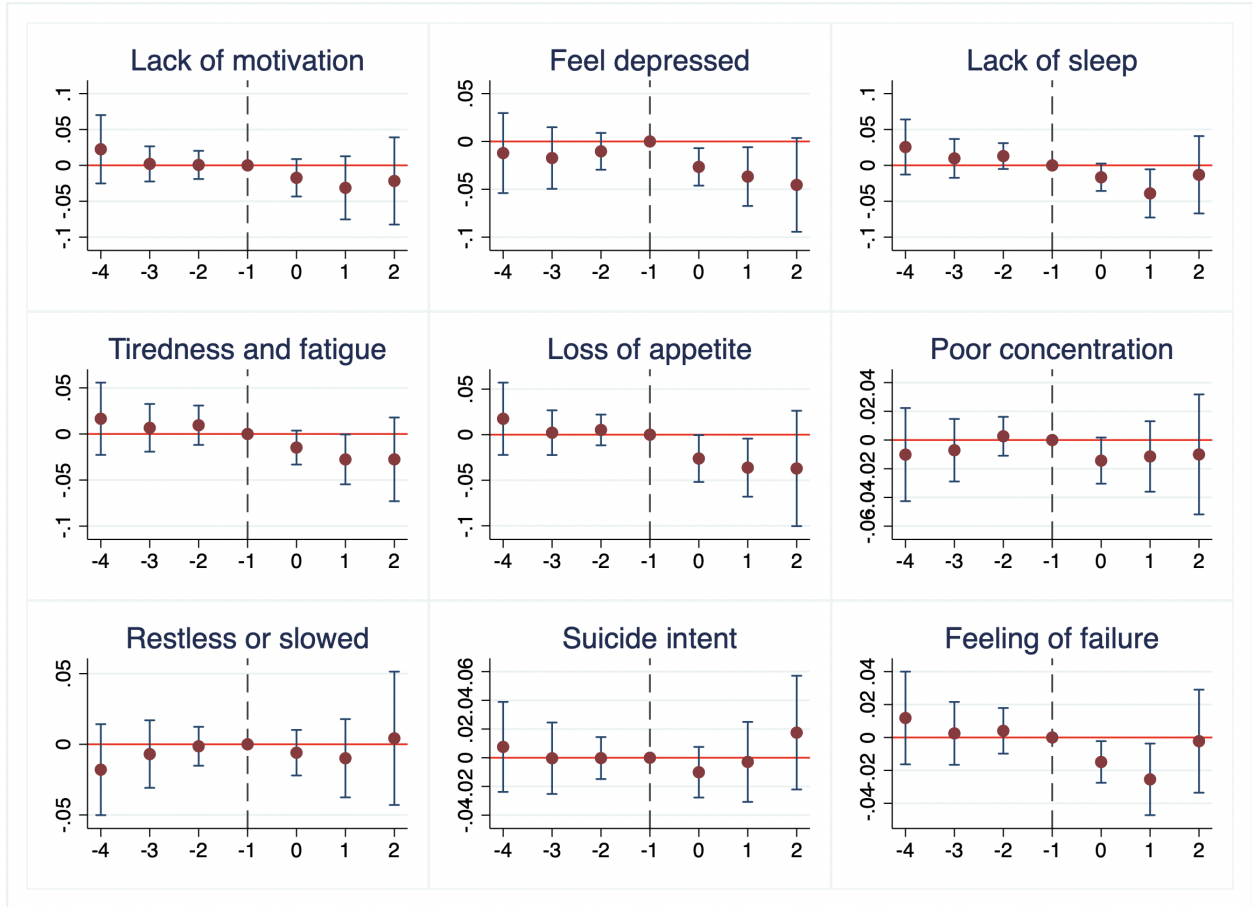 Lack of motivation
.1
.05
0
-.05
-.1
-4 -3 -2 -1 0 1 2
Feel depressed
.05
0
-.05
-.1
-4 -3 -2 -1 0 1 2
Lack of sleep
.1
.05
0
-.05
-.1
-4 -3 -2 -1 0 1 2
Tiredness and fatigue
.05
0
-.05
-.1
-4 -3 -2 -1 0 1 2
Loss of appetite
.05
0
-.05
-.1
-4 -3 -2 -1 0 1 2
Poor concentration
.04
.02
0
-.02
-.04
-.06
-4 -3 -2 -1 0 1 2
Restless or slowed
.05
0
-.05
-4 -3 -2 -1 0 1 2
Suicide intent
.06
.04
.02
0
-.02
-.04
-4 -3 -2 -1 0 1 2
Feeling of failure
.04
.02
0
-.02
-.04
-4 -3 -2 -1 0 1 2